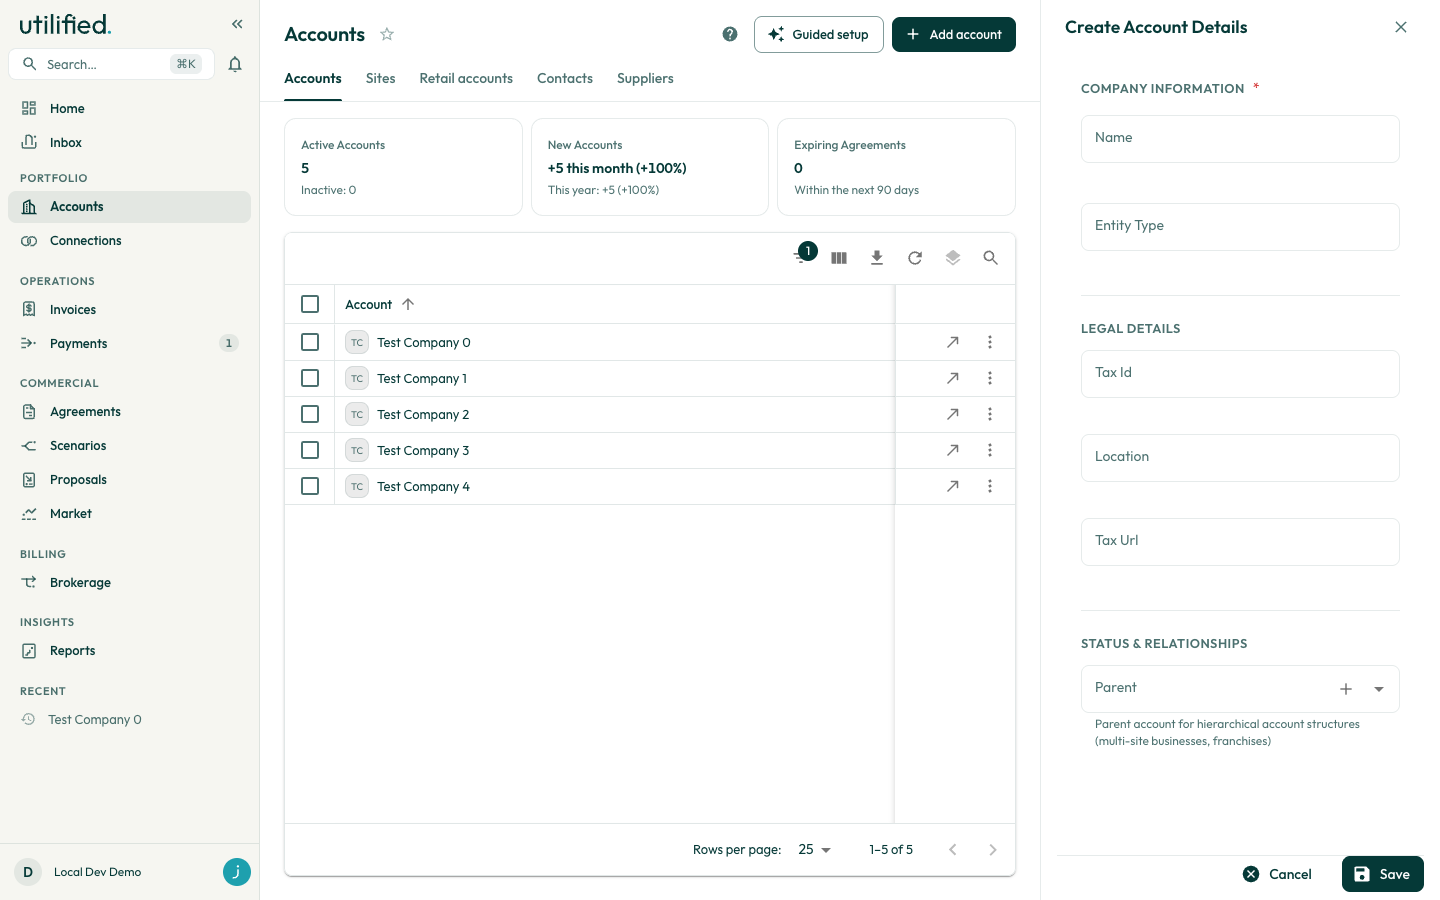 utilified.
Search...
⌘K
Home
Inbox
PORTFOLIO
Accounts
Connections
OPERATIONS
Invoices
Payments
1
COMMERCIAL
Agreements
Scenarios
Proposals
Market
BILLING
Brokerage
INSIGHTS
Reports
RECENT
Test Company 0
D
Local Dev Demo
j
Accounts
Guided setup
Add account
Accounts
Sites
Retail accounts
Contacts
Suppliers
Active Accounts
5
Inactive: 0
New Accounts
+5 this month (+100%)
This year: +5 (+100%)
Expiring Agreements
0
Within the next 90 days
1
Account
TC Test Company 0
TC Test Company 1
TC Test Company 2
TC Test Company 3
TC Test Company 4
Rows per page: 25 1–5 of 5
Create Account Details
COMPANY INFORMATION *
Name
Entity Type
LEGAL DETAILS
Tax Id
Location
Tax Url
STATUS & RELATIONSHIPS
Parent
Parent account for hierarchical account structures
(multi-site businesses, franchises)
Cancel
Save